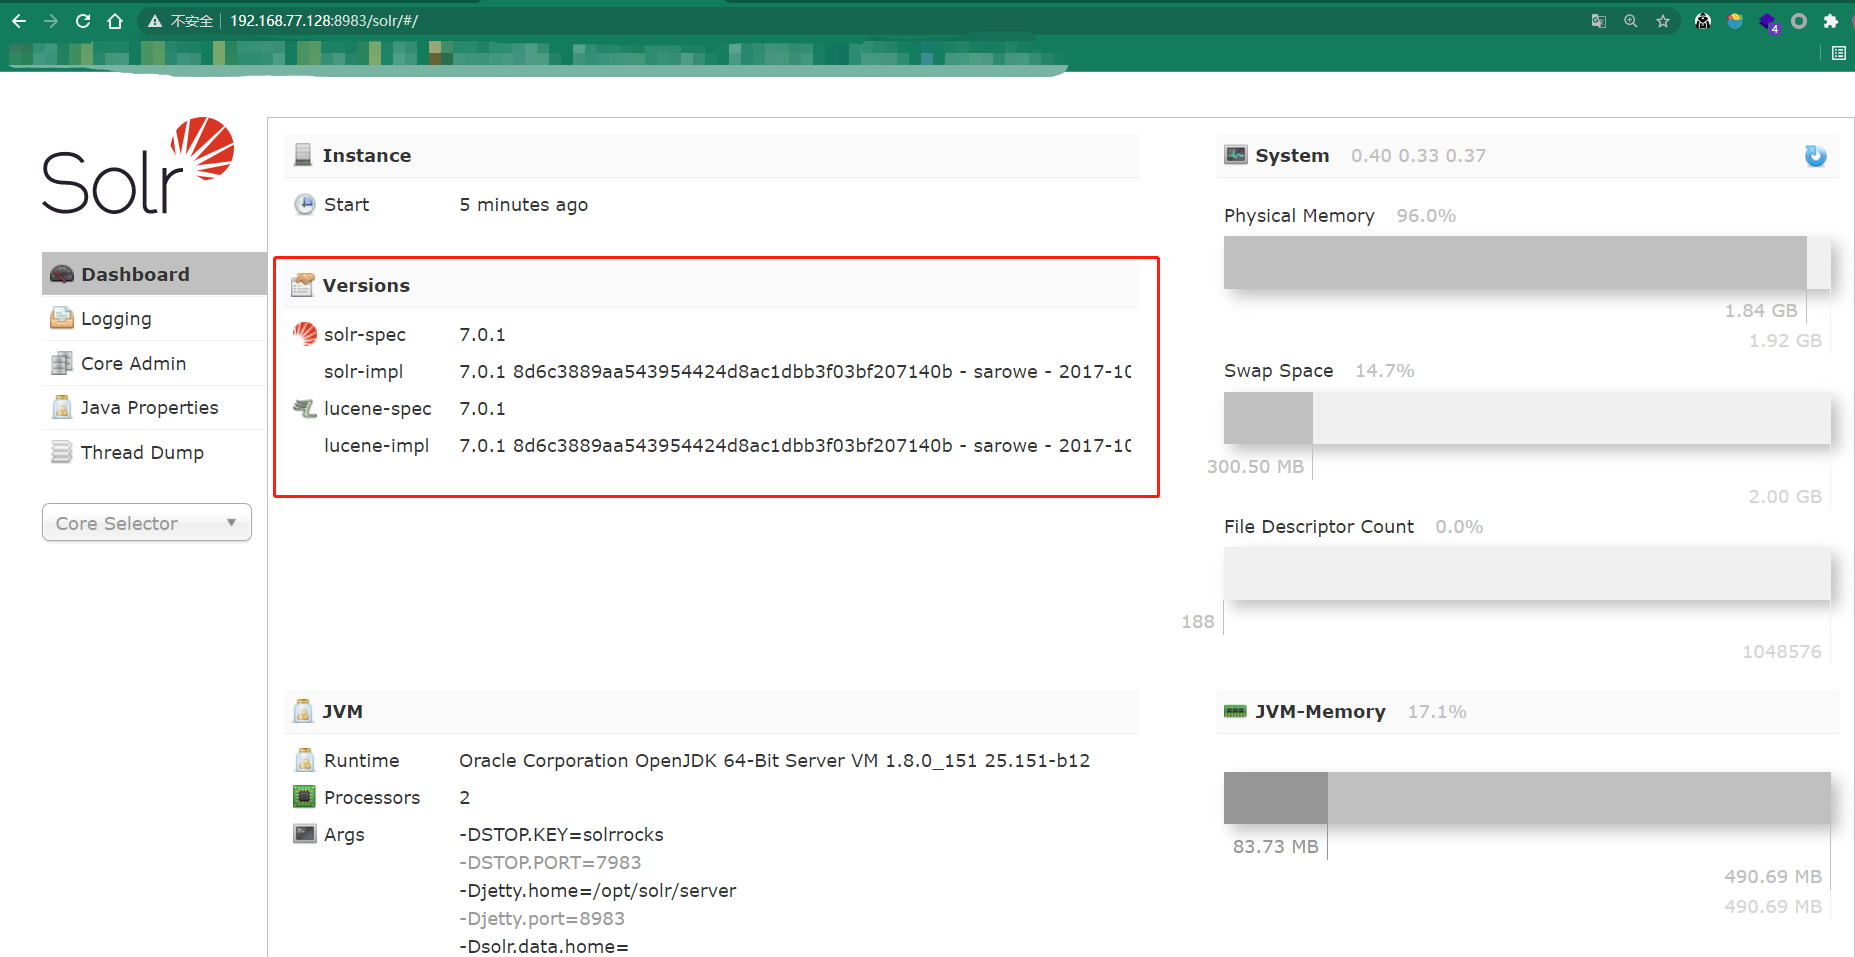 不安全 192.168.77.128:8983/solr/#/
4
Solr
Dashboard
Logging
Core Admin
Java Properties
Thread Dump
Core Selector
Instance
Start 5 minutes ago
Versions
solr-spec 7.0.1
solr-impl 7.0.1 8d6c3889aa543954424d8ac1dbb3f03bf207140b - sarowe - 2017-10
lucene-spec 7.0.1
lucene-impl 7.0.1 8d6c3889aa543954424d8ac1dbb3f03bf207140b - sarowe - 2017-10
JVM
Runtime Oracle Corporation OpenJDK 64-Bit Server VM 1.8.0_151 25.151-b12
Processors 2
Args -DSTOP.KEY=solrrocks
-DSTOP.PORT=7983
-Djetty.home=/opt/solr/server
-Djetty.port=8983
-Dsolr.data.home=
System 0.40 0.33 0.37
Physical Memory 96.0%
1.84 GB
1.92 GB
Swap Space 14.7%
300.50 MB
2.00 GB
File Descriptor Count 0.0%
188
1048576
JVM-Memory 17.1%
83.73 MB
490.69 MB
490.69 MB